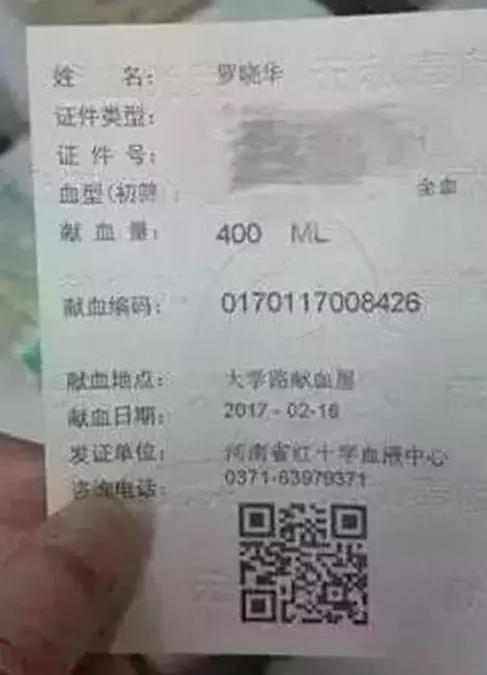 姓 名： 罗晓华
证件类型：
证 件 号：
血型(初筛)： 全血
献 血 量： 400 ML
献血编码： 0170117008426
献血地点： 大学路献血屋
献血日期： 2017-02-16
发证单位： 河南省红十字血液中心
咨询电话： 0371-63979371